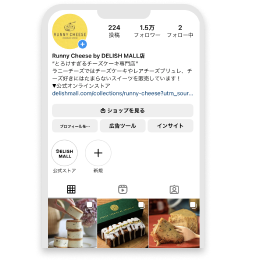 RUNNY CHEESE
224 1.5万 2
投稿 フォロワー フォロー中
Runny Cheese by DELISH MALL店
"とろけすぎるチーズケーキ専門店"
ラニーチーズではチーズケーキやレアチーズブリュレ、チ
ーズ好きにはたまらないスイーツを販売しています！
▼公式オンラインストア
delishmall.com/collections/runny-cheese?utm_sour...
ショップを見る
プロフィールを… 広告ツール インサイト
DELISH
MALL
公式ストア 新規